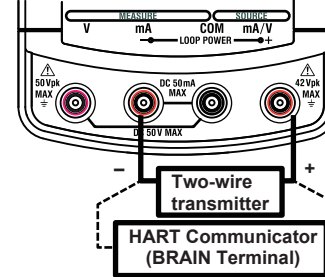 MEASURE SOURCE
V mA COM mA/V
– LOOP POWER +
50Vpk MAX
DC 50mA MAX
42Vpk MAX
DC 50V MAX
– +
Two-wire
transmitter
HART Communicator
(BRAIN Terminal)